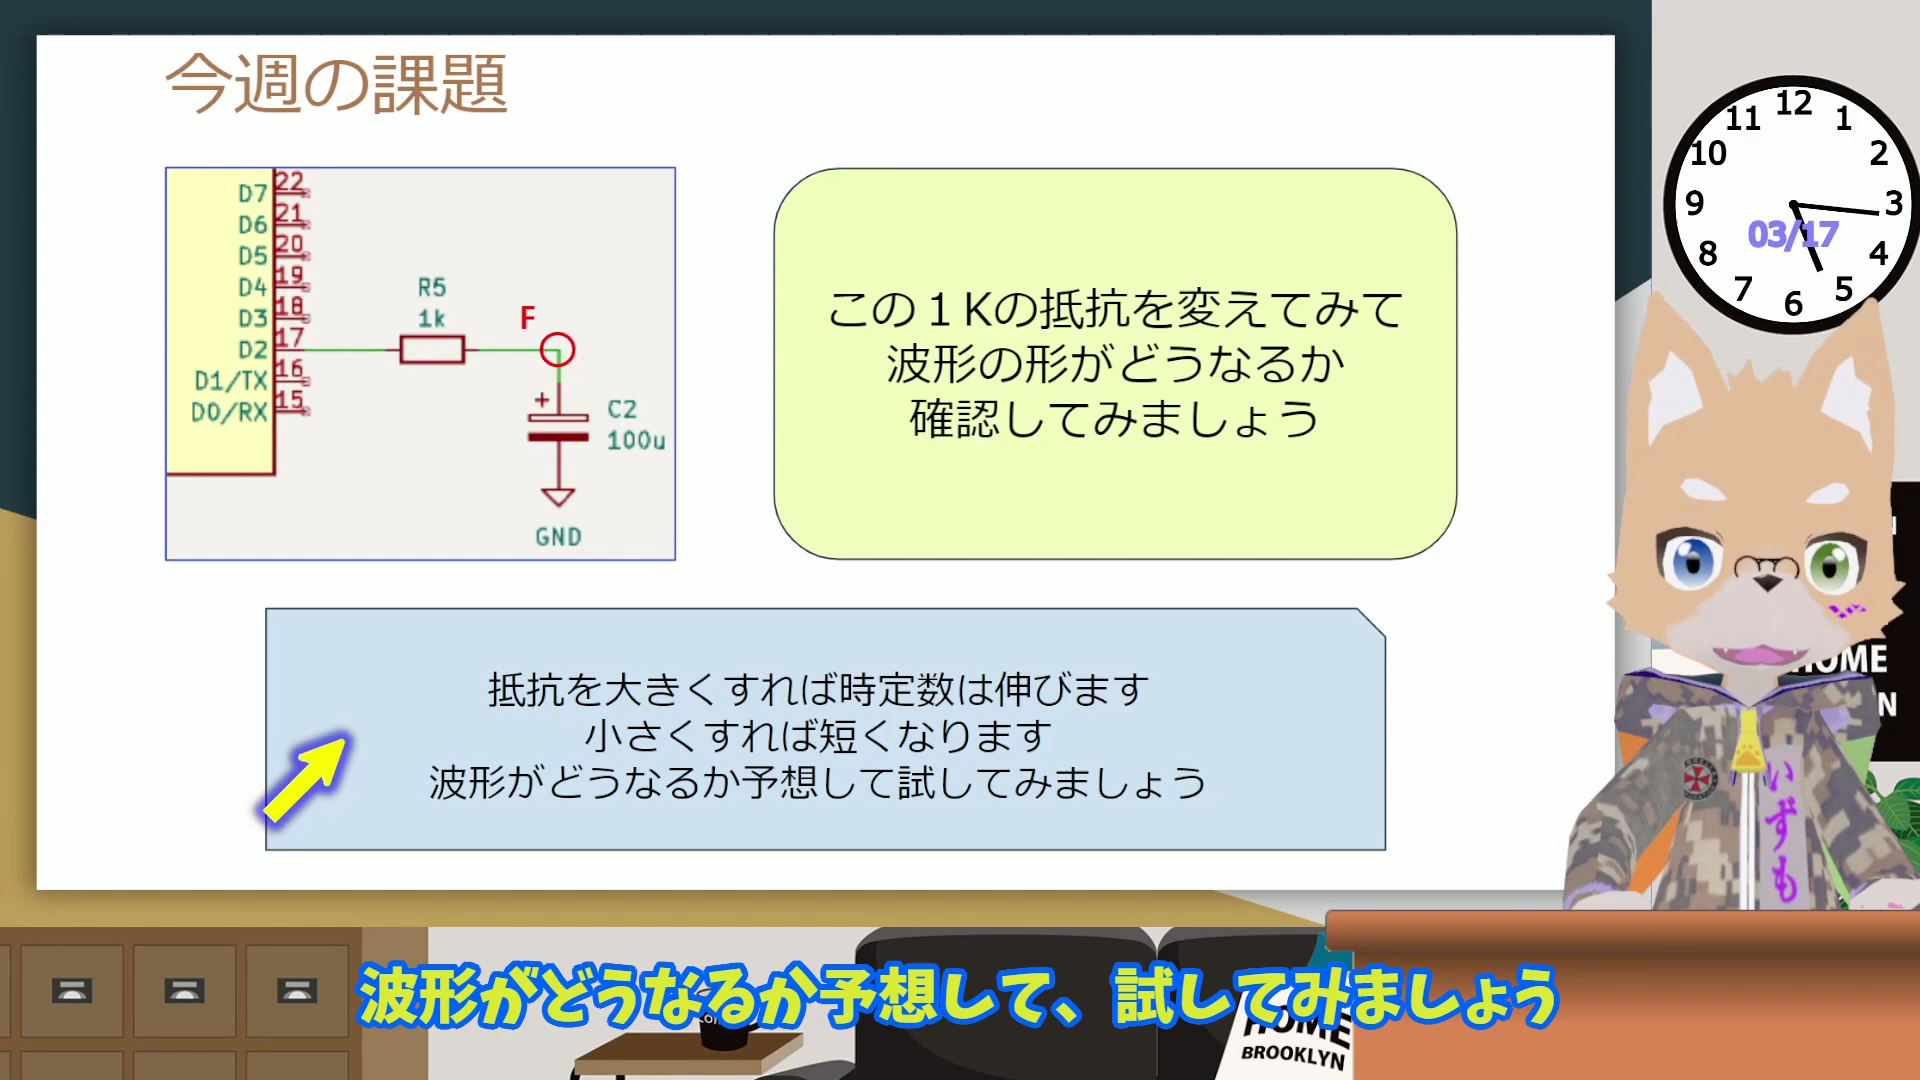 今週の課題
D7 22
D6 21
D5 20
D4 19
D3 18
D2 17
D1/TX 16
D0/RX 15
R5
1k
F
+
C2
100u
GND
この１Kの抵抗を変えてみて
波形の形がどうなるか
確認してみましょう
抵抗を大きくすれば時定数は伸びます
小さくすれば短くなります
波形がどうなるか予想して試してみましょう
12
1
2
3
4
5
6
7
8
9
10
11
03/17
HOME
N
いずも
波形がどうなるか予想して、試してみましょう
HOME
BROOKLYN